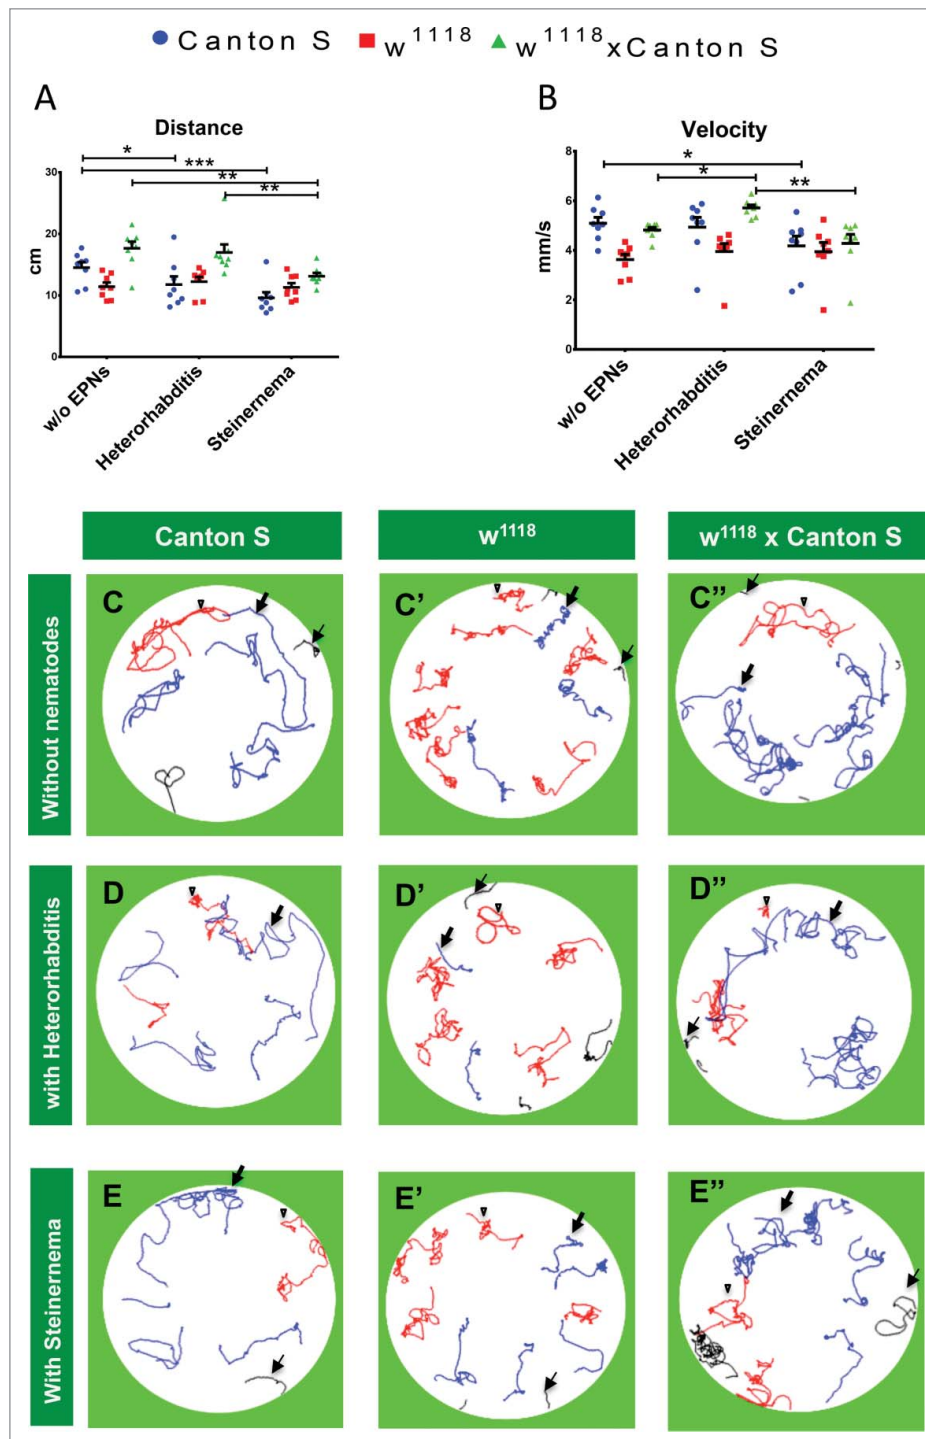 Canton S w1118 w1118xCanton S
A
Distance
*
***
**
**
30
20
10
0
cm
w/o EPNs
Heterorhabditis
Steinernema
B
Velocity
*
*
**
8
6
4
2
0
mm/s
w/o EPNs
Heterorhabditis
Steinernema
Canton S
w1118
w1118 x Canton S
Without nematodes
C
C'
C"
with Heterorhabditis
D
D'
D"
With Steinernema
E
E'
E"